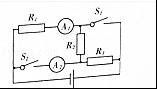 R₁ A₁ S₁
R₂
S₂ A₂ R₃